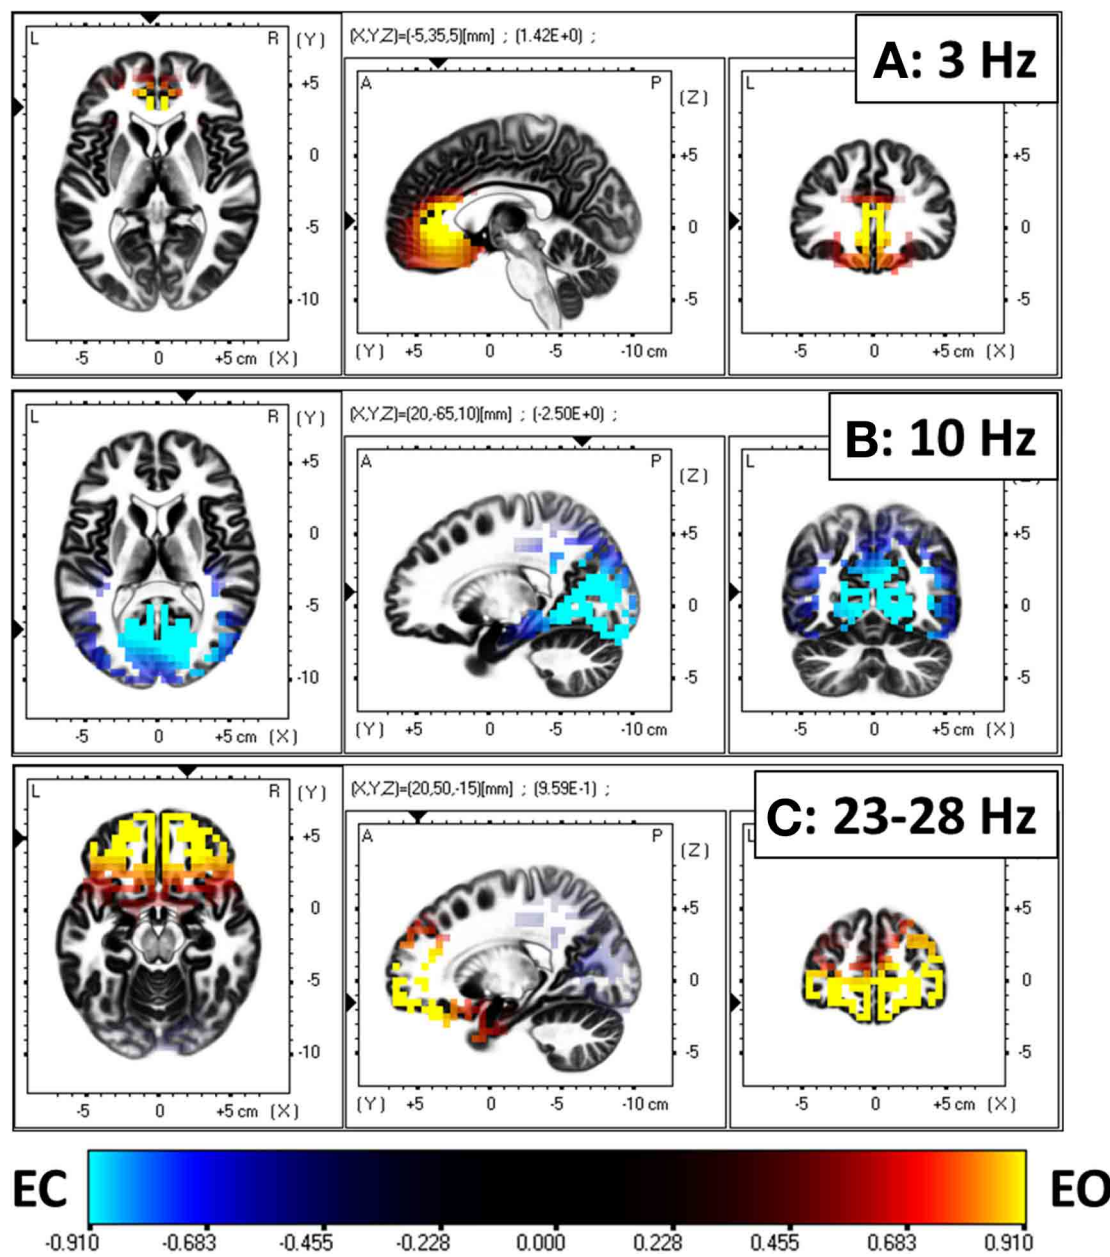 L R (Y)
(X,Y,Z)=(-5,35,5)[mm] ; (1.42E+0) ;
A: 3 Hz
+5
0
-5
-10
-5 0 +5 cm (X)
A P (Z)
+5
0
-5
(Y) +5 0 -5 -10 cm
L
+5
0
-5
-5 0 +5 cm (X)
L R (Y)
(X,Y,Z)=(20,-65,10)[mm] ; (-2.50E+0) ;
B: 10 Hz
+5
0
-5
-10
-5 0 +5 cm (X)
A P (Z)
+5
0
-5
(Y) +5 0 -5 -10 cm
L
+5
0
-5
-5 0 +5 cm (X)
L R (Y)
(X,Y,Z)=(20,50,-15)[mm] ; (9.59E-1) ;
C: 23-28 Hz
+5
0
-5
-10
-5 0 +5 cm (X)
A P (Z)
+5
0
-5
(Y) +5 0 -5 -10 cm
L
+5
0
-5
-5 0 +5 cm (X)
EC EO
-0.910 -0.683 -0.455 -0.228 0.000 0.228 0.455 0.683 0.910